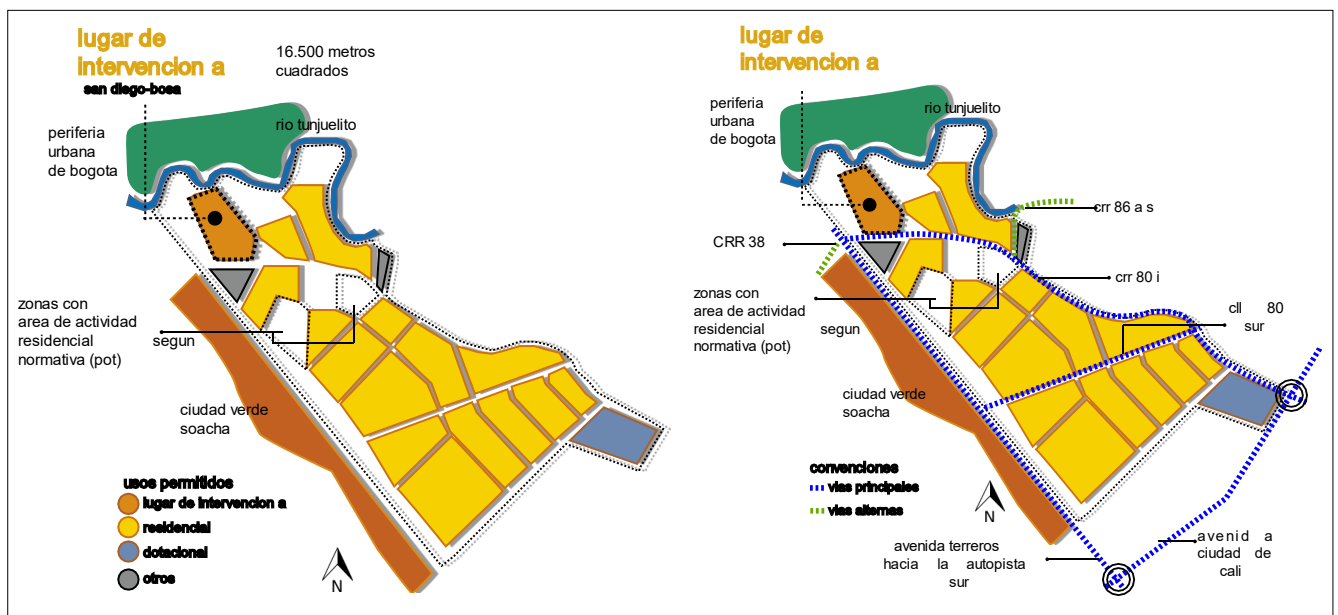 lugar de
intervencion a
san diego-bosa
16.500 metros
cuadrados
periferia
urbana
de bogota
rio tunjuelito
zonas con
area de actividad
residencial
normativa (pot)
segun
ciudad verde
soacha
usos permitidos
lugar de intervencion a
residencial
dotacional
otros
N
lugar de
intervencion a
periferia
urbana
de bogota
rio tunjuelito
crr 86 a s
CRR 38
crr 80 i
zonas con
area de actividad
residencial
normativa (pot)
segun
cll 80
sur
ciudad verde
soacha
convenciones
vias principales
vias alternas
N
avenida terreros
hacia la autopista
sur
avenid a
ciudad de
cali